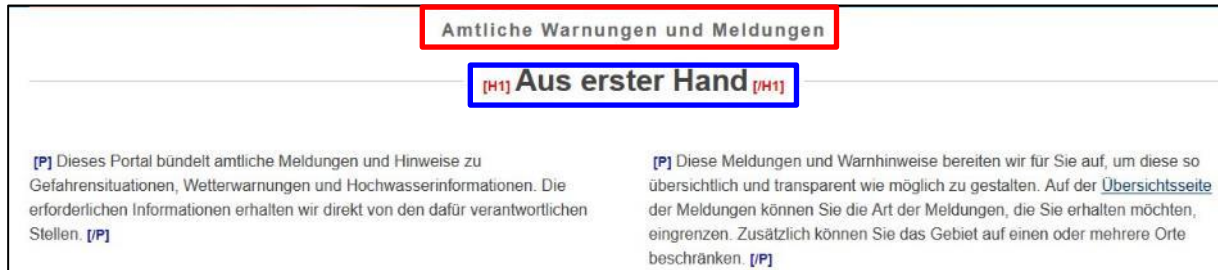 Amtliche Warnungen und Meldungen
[H1] Aus erster Hand [/H1]
[P] Dieses Portal bündelt amtliche Meldungen und Hinweise zu
Gefahrensituationen, Wetterwarnungen und Hochwasserinformationen. Die
erforderlichen Informationen erhalten wir direkt von den dafür verantwortlichen
Stellen. [/P]
[P] Diese Meldungen und Warnhinweise bereiten wir für Sie auf, um diese so
übersichtlich und transparent wie möglich zu gestalten. Auf der Übersichtsseite
der Meldungen können Sie die Art der Meldungen, die Sie erhalten möchten,
eingrenzen. Zusätzlich können Sie das Gebiet auf einen oder mehrere Orte
beschränken. [/P]